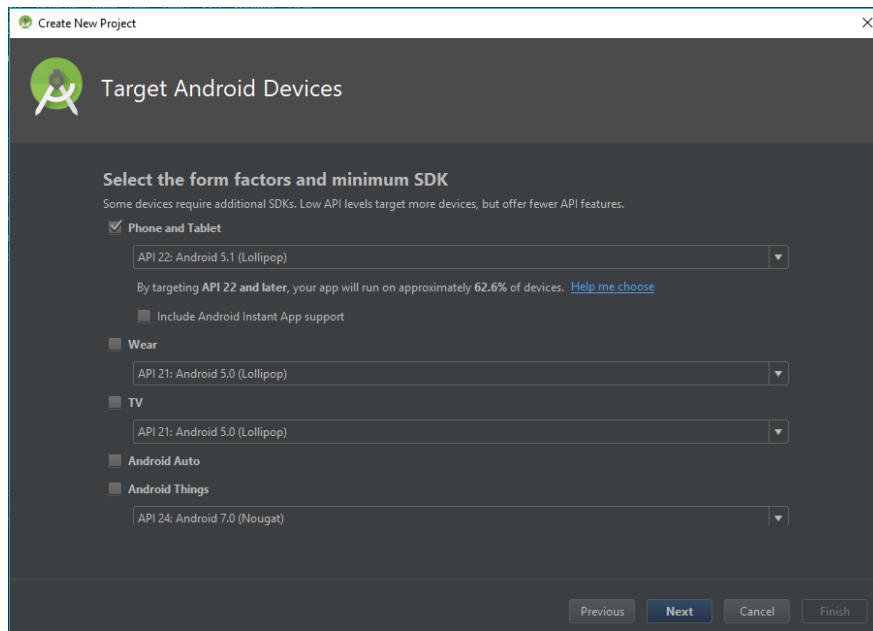 Create New Project
Target Android Devices
Select the form factors and minimum SDK
Some devices require additional SDKs. Low API levels target more devices, but offer fewer API features.
Phone and Tablet
API 22: Android 5.1 (Lollipop)
By targeting API 22 and later, your app will run on approximately 62.6% of devices. Help me choose
Include Android Instant App support
Wear
API 21: Android 5.0 (Lollipop)
TV
API 21: Android 5.0 (Lollipop)
Android Auto
Android Things
API 24: Android 7.0 (Nougat)
Previous Next Cancel Finish